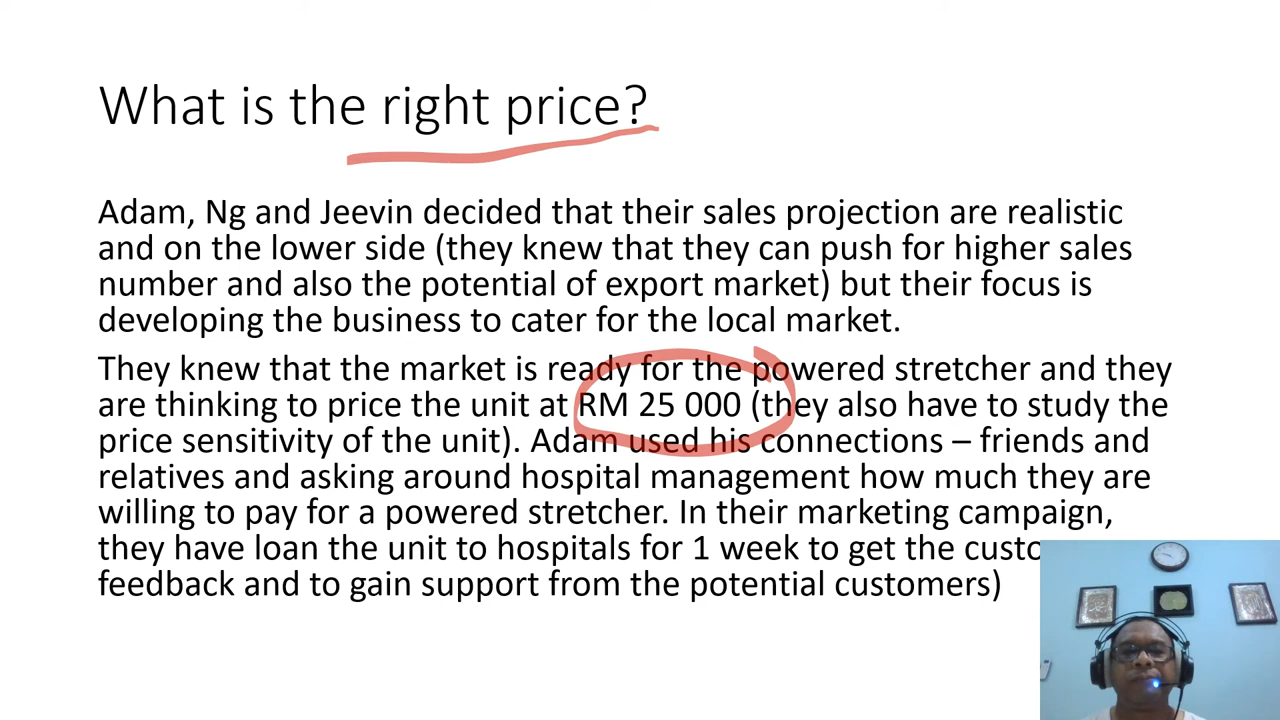 What is the right price?
Adam, Ng and Jeevin decided that their sales projection are realistic
and on the lower side (they knew that they can push for higher sales
number and also the potential of export market) but their focus is
developing the business to cater for the local market.
They knew that the market is ready for the powered stretcher and they
are thinking to price the unit at RM 25 000 (they also have to study the
price sensitivity of the unit). Adam used his connections – friends and
relatives and asking around hospital management how much they are
willing to pay for a powered stretcher. In their marketing campaign,
they have loan the unit to hospitals for 1 week to get the
feedback and to gain support from the potential customers)